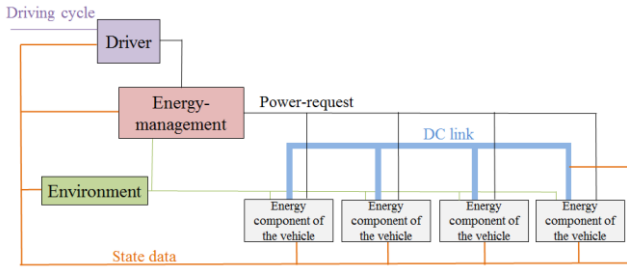 Driving cycle
Driver
Energy-
management
Power-request
DC link
Environment
Energy
component of
the vehicle
Energy
component of
the vehicle
Energy
component of
the vehicle
Energy
component of
the vehicle
State data